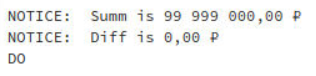 NOTICE:  Summ is 99 999 000,00 ₽
NOTICE:  Diff is 0,00 ₽
DO